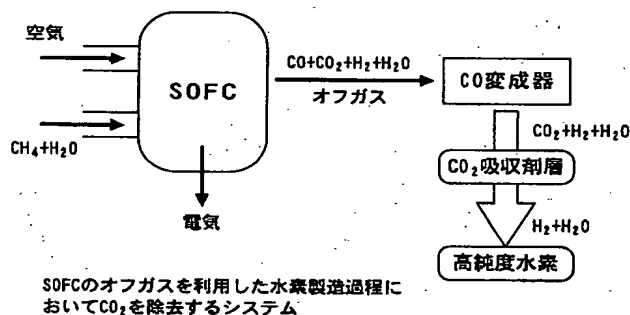 空気
SOFC
CO+CO₂+H₂+H₂O
オフガス
CO変成器
CH₄+H₂O
電気
CO₂+H₂+H₂O
CO₂吸収剤層
H₂+H₂O
高純度水素
SOFCのオフガスを利用した水素製造過程に
おいてCO₂を除去するシステム